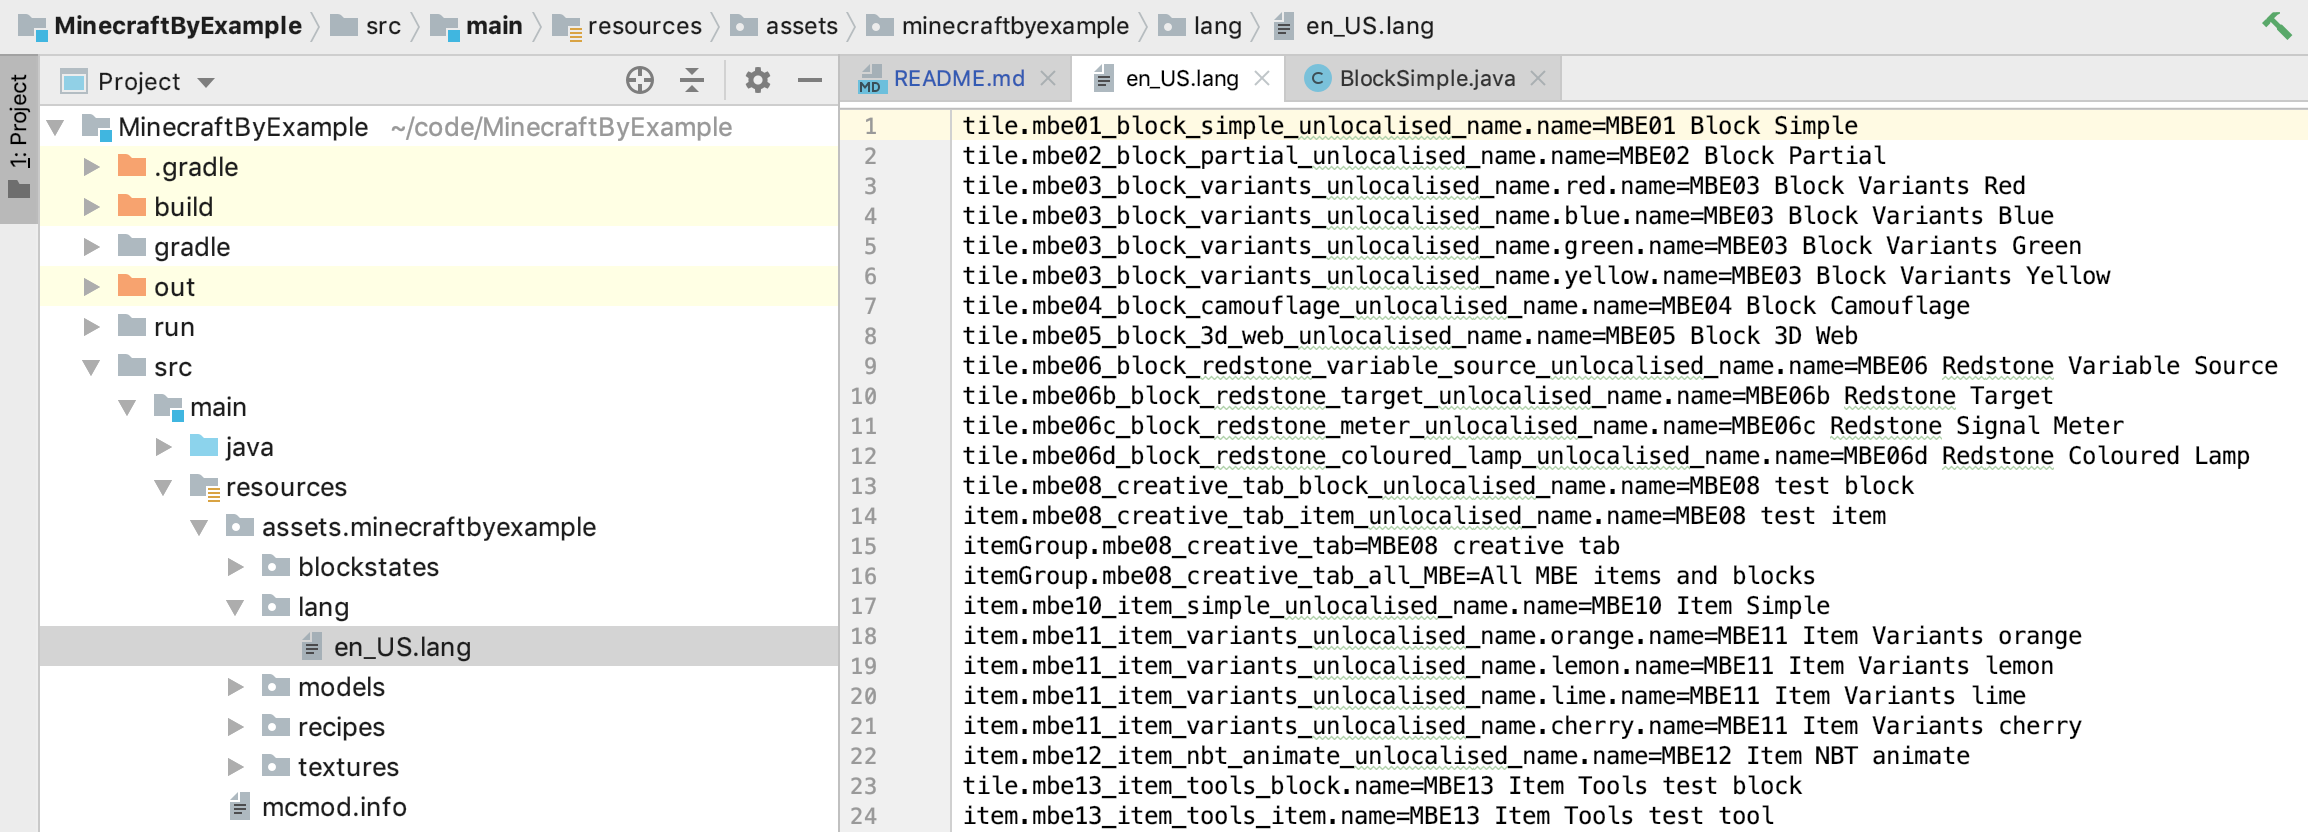 MinecraftByExample src main resources assets minecraftbyexample lang en_US.lang
1: Project
Project
MinecraftByExample ~/code/MinecraftByExample
.gradle
build
gradle
out
run
src
main
java
resources
assets.minecraftbyexample
blockstates
lang
en_US.lang
models
recipes
textures
mcmod.info
MD README.md en_US.lang C BlockSimple.java
1 tile.mbe01_block_simple_unlocalised_name.name=MBE01 Block Simple
2 tile.mbe02_block_partial_unlocalised_name.name=MBE02 Block Partial
3 tile.mbe03_block_variants_unlocalised_name.red.name=MBE03 Block Variants Red
4 tile.mbe03_block_variants_unlocalised_name.blue.name=MBE03 Block Variants Blue
5 tile.mbe03_block_variants_unlocalised_name.green.name=MBE03 Block Variants Green
6 tile.mbe03_block_variants_unlocalised_name.yellow.name=MBE03 Block Variants Yellow
7 tile.mbe04_block_camouflage_unlocalised_name.name=MBE04 Block Camouflage
8 tile.mbe05_block_3d_web_unlocalised_name.name=MBE05 Block 3D Web
9 tile.mbe06_block_redstone_variable_source_unlocalised_name.name=MBE06 Redstone Variable Source
10 tile.mbe06b_block_redstone_target_unlocalised_name.name=MBE06b Redstone Target
11 tile.mbe06c_block_redstone_meter_unlocalised_name.name=MBE06c Redstone Signal Meter
12 tile.mbe06d_block_redstone_coloured_lamp_unlocalised_name.name=MBE06d Redstone Coloured Lamp
13 tile.mbe08_creative_tab_block_unlocalised_name.name=MBE08 test block
14 item.mbe08_creative_tab_item_unlocalised_name.name=MBE08 test item
15 itemGroup.mbe08_creative_tab=MBE08 creative tab
16 itemGroup.mbe08_creative_tab_all_MBE=All MBE items and blocks
17 item.mbe10_item_simple_unlocalised_name.name=MBE10 Item Simple
18 item.mbe11_item_variants_unlocalised_name.orange.name=MBE11 Item Variants orange
19 item.mbe11_item_variants_unlocalised_name.lemon.name=MBE11 Item Variants lemon
20 item.mbe11_item_variants_unlocalised_name.lime.name=MBE11 Item Variants lime
21 item.mbe11_item_variants_unlocalised_name.cherry.name=MBE11 Item Variants cherry
22 item.mbe12_item_nbt_animate_unlocalised_name.name=MBE12 Item NBT animate
23 tile.mbe13_item_tools_block.name=MBE13 Item Tools test block
24 item.mbe13_item_tools_item.name=MBE13 Item Tools test tool